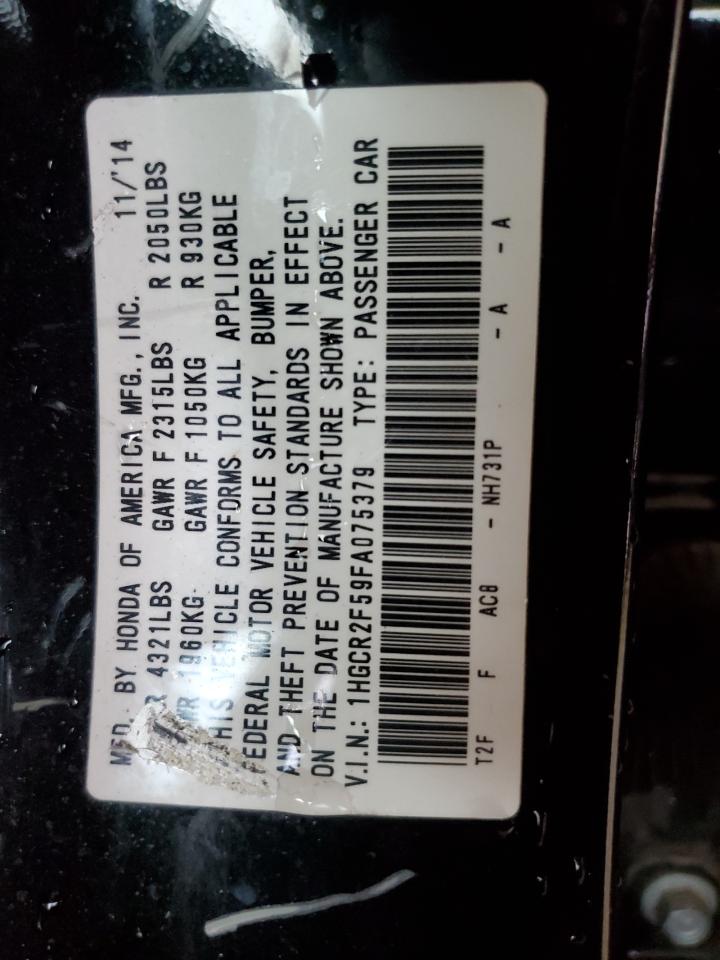 MFD. BY HONDA OF AMERICA MFG., INC. 11/'14
4321LBS GAWR F 2315LBS R 2050LBS
1960KG GAWR F 1050KG R 930KG
THIS VEHICLE CONFORMS TO ALL APPLICABLE
FEDERAL MOTOR VEHICLE SAFETY, BUMPER,
AND THEFT PREVENTION STANDARDS IN EFFECT
ON THE DATE OF MANUFACTURE SHOWN ABOVE.
V.I.N.: 1HGCR2F59FA075379 TYPE: PASSENGER CAR
T2F F AC8 - NH731P - A - A